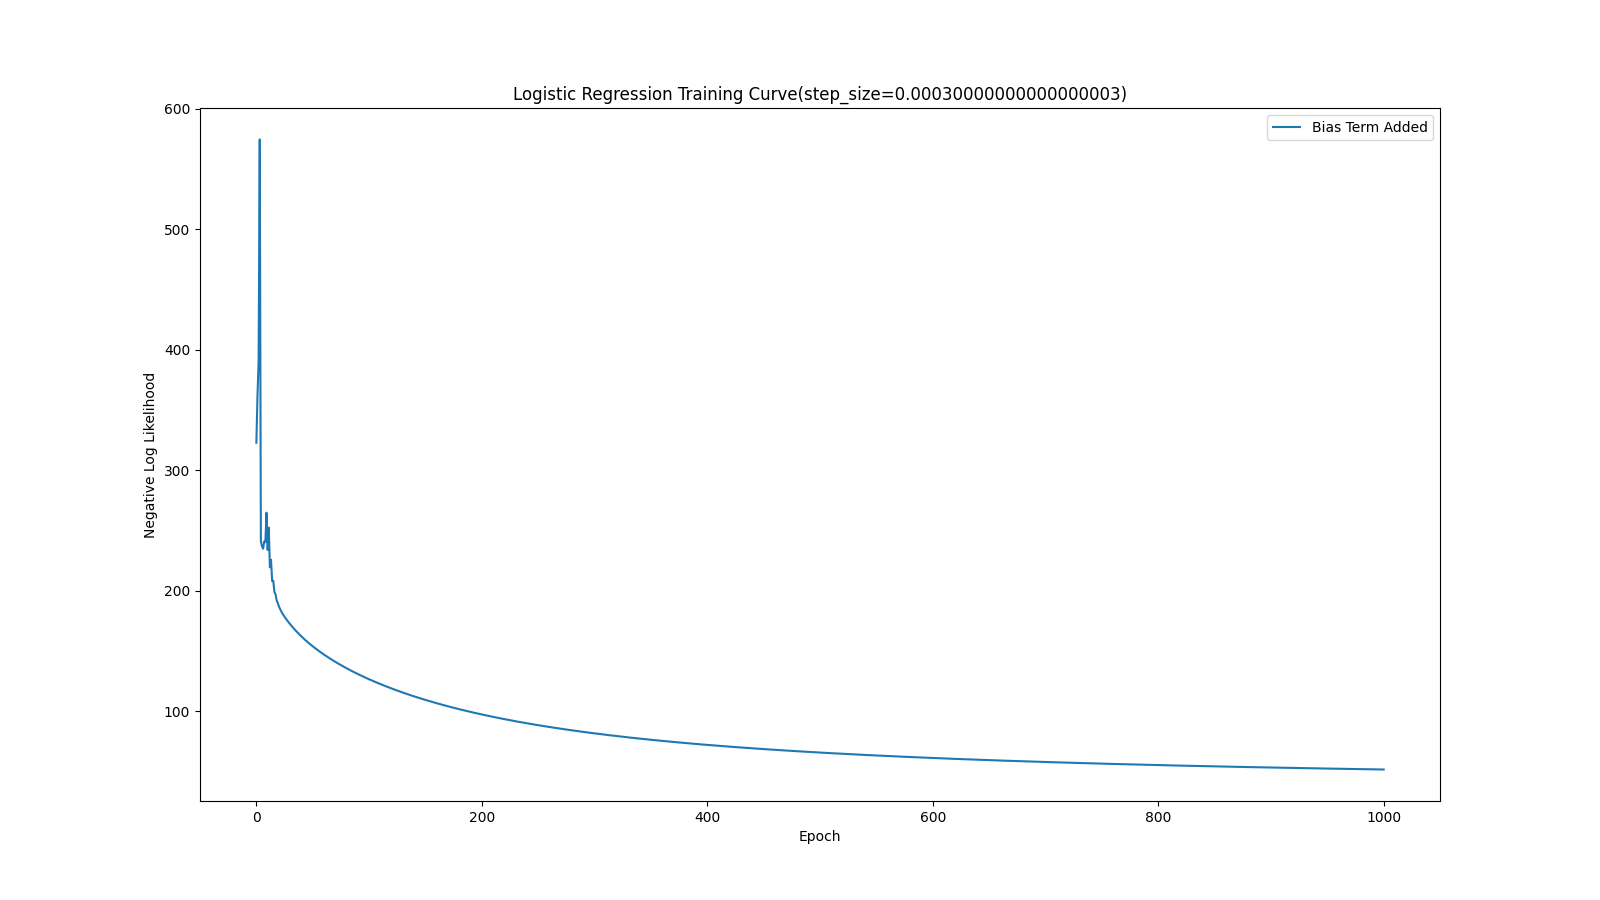 Logistic Regression Training Curve(step_size=0.00030000000000000003)
600
Bias Term Added
500
400
300
200
100
Negative Log Likelihood
0 200 400 600 800 1000
Epoch